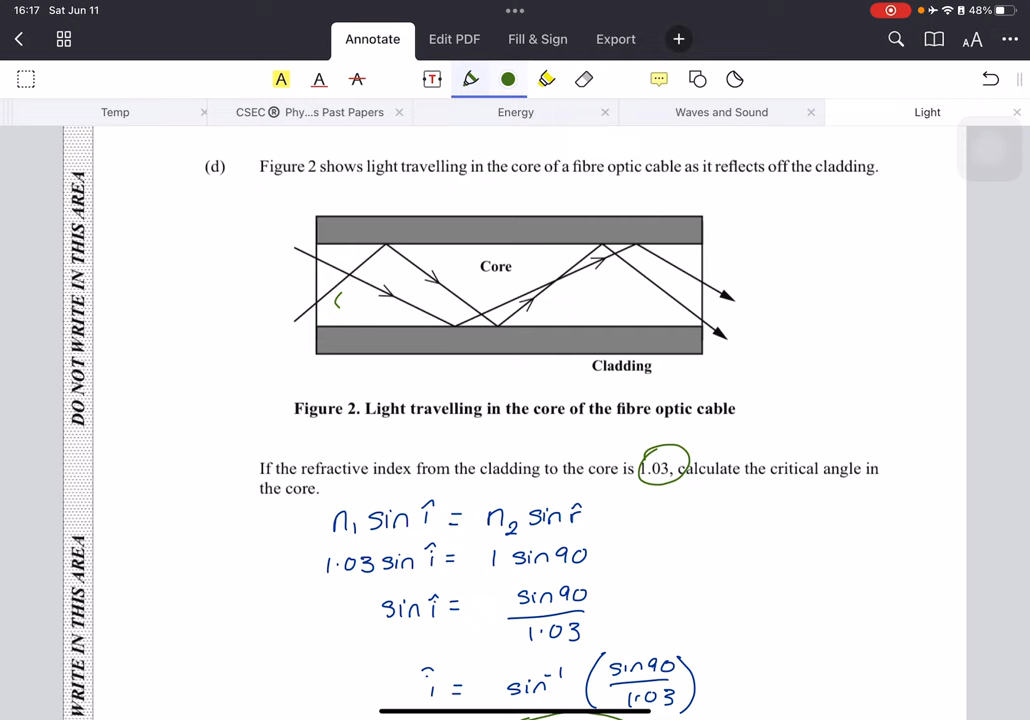 16:17 Sat Jun 11
48%
Annotate Edit PDF Fill & Sign Export +
AA
A A A T
Temp × CSEC ® Phy...s Past Papers × Energy × Waves and Sound × Light
(d) Figure 2 shows light travelling in the core of a fibre optic cable as it reflects off the cladding.
Core
Cladding
Figure 2. Light travelling in the core of the fibre optic cable
If the refractive index from the cladding to the core is 1.03, calculate the critical angle in
the core.
n₁ sin î = n₂ sin r̂
1.03 sin î = 1 sin 90
sin î = sin 90 / 1.03
î = sin⁻¹ (sin 90 / 1.03)
DO NOT WRITE IN THIS AREA
WRITE IN THIS AREA